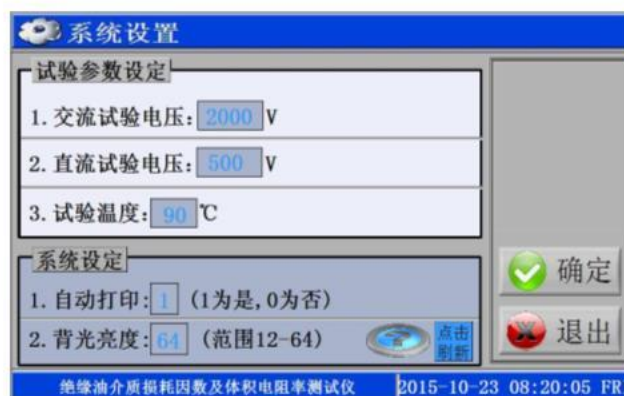 系统设置
试验参数设定
1. 交流试验电压: 2000 V
2. 直流试验电压: 500 V
3. 试验温度: 90 ℃
系统设定
1. 自动打印: 1 (1为是,0为否)
2. 背光亮度: 64 (范围12-64)
点击
刷新
确定
退出
绝缘油介质损耗因数及体积电阻率测试仪 2015-10-23 08:20:05 FR